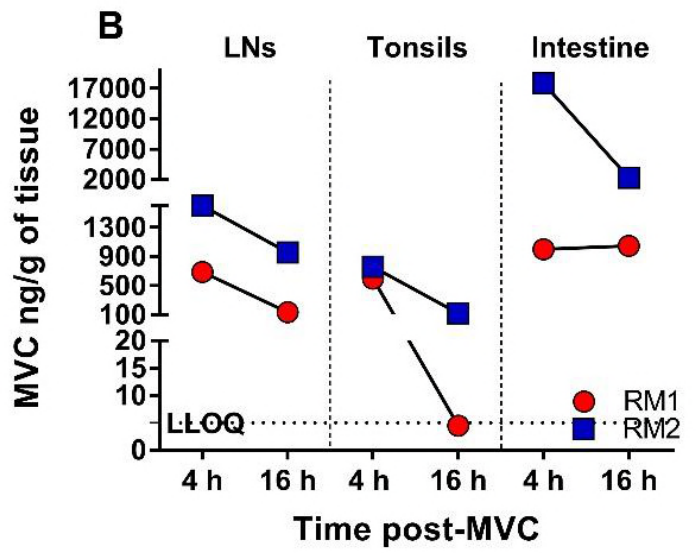 B
LNs Tonsils Intestine
MVC ng/g of tissue
17000
12000
7000
2000
1300
900
500
100
20
15
10
5
0
LLOQ
RM1
RM2
4 h 16 h 4 h 16 h 4 h 16 h
Time post-MVC